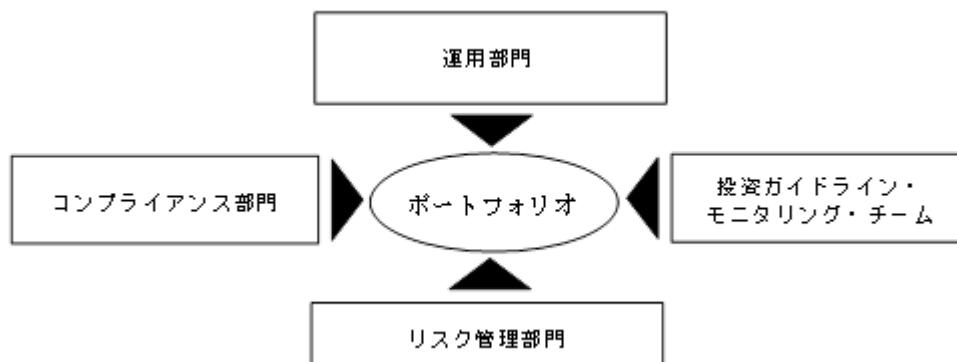 運用部門
コンプライアンス部門
ポートフォリオ
投資ガイドライン・
モニタリング・チーム
リスク管理部門